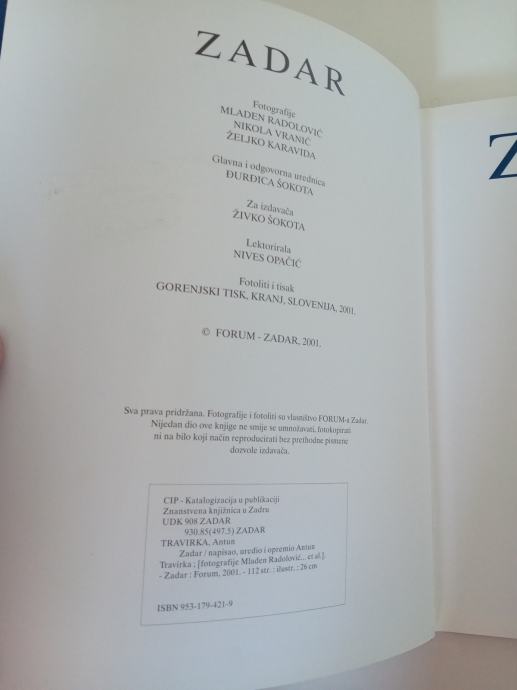 ZADAR
Fotografije
MLADEN RADOLOVIĆ
NIKOLA VRANIĆ
ŽELJKO KARAVIDA
Glavna i odgovorna urednica
ĐURĐICA ŠOKOTA
Za izdavača
ŽIVKO ŠOKOTA
Lektorirala
NIVES OPAČIĆ
Fotoliti i tisak
GORENJSKI TISK, KRANJ, SLOVENIJA, 2001.
© FORUM - ZADAR, 2001.
Sva prava pridržana. Fotografije i fotoliti su vlasništvo FORUM-a Zadar.
Nijedan dio ove knjige ne smije se umnožavati, fotokopirati
ni na bilo koji način reproducirati bez prethodne pismene
dozvole izdavača.
CIP - Katalogizacija u publikaciji
Znanstvena knjižnica u Zadru
UDK 908 ZADAR
930.85(497.5) ZADAR
TRAVIRKA, Antun
Zadar / napisao, uredio i opremio Antun
Travirka ; [fotografije Mladen Radolović... et al.].
- Zadar : Forum, 2001. - 112 str. : ilustr. ; 26 cm
ISBN 953-179-421-9
Z